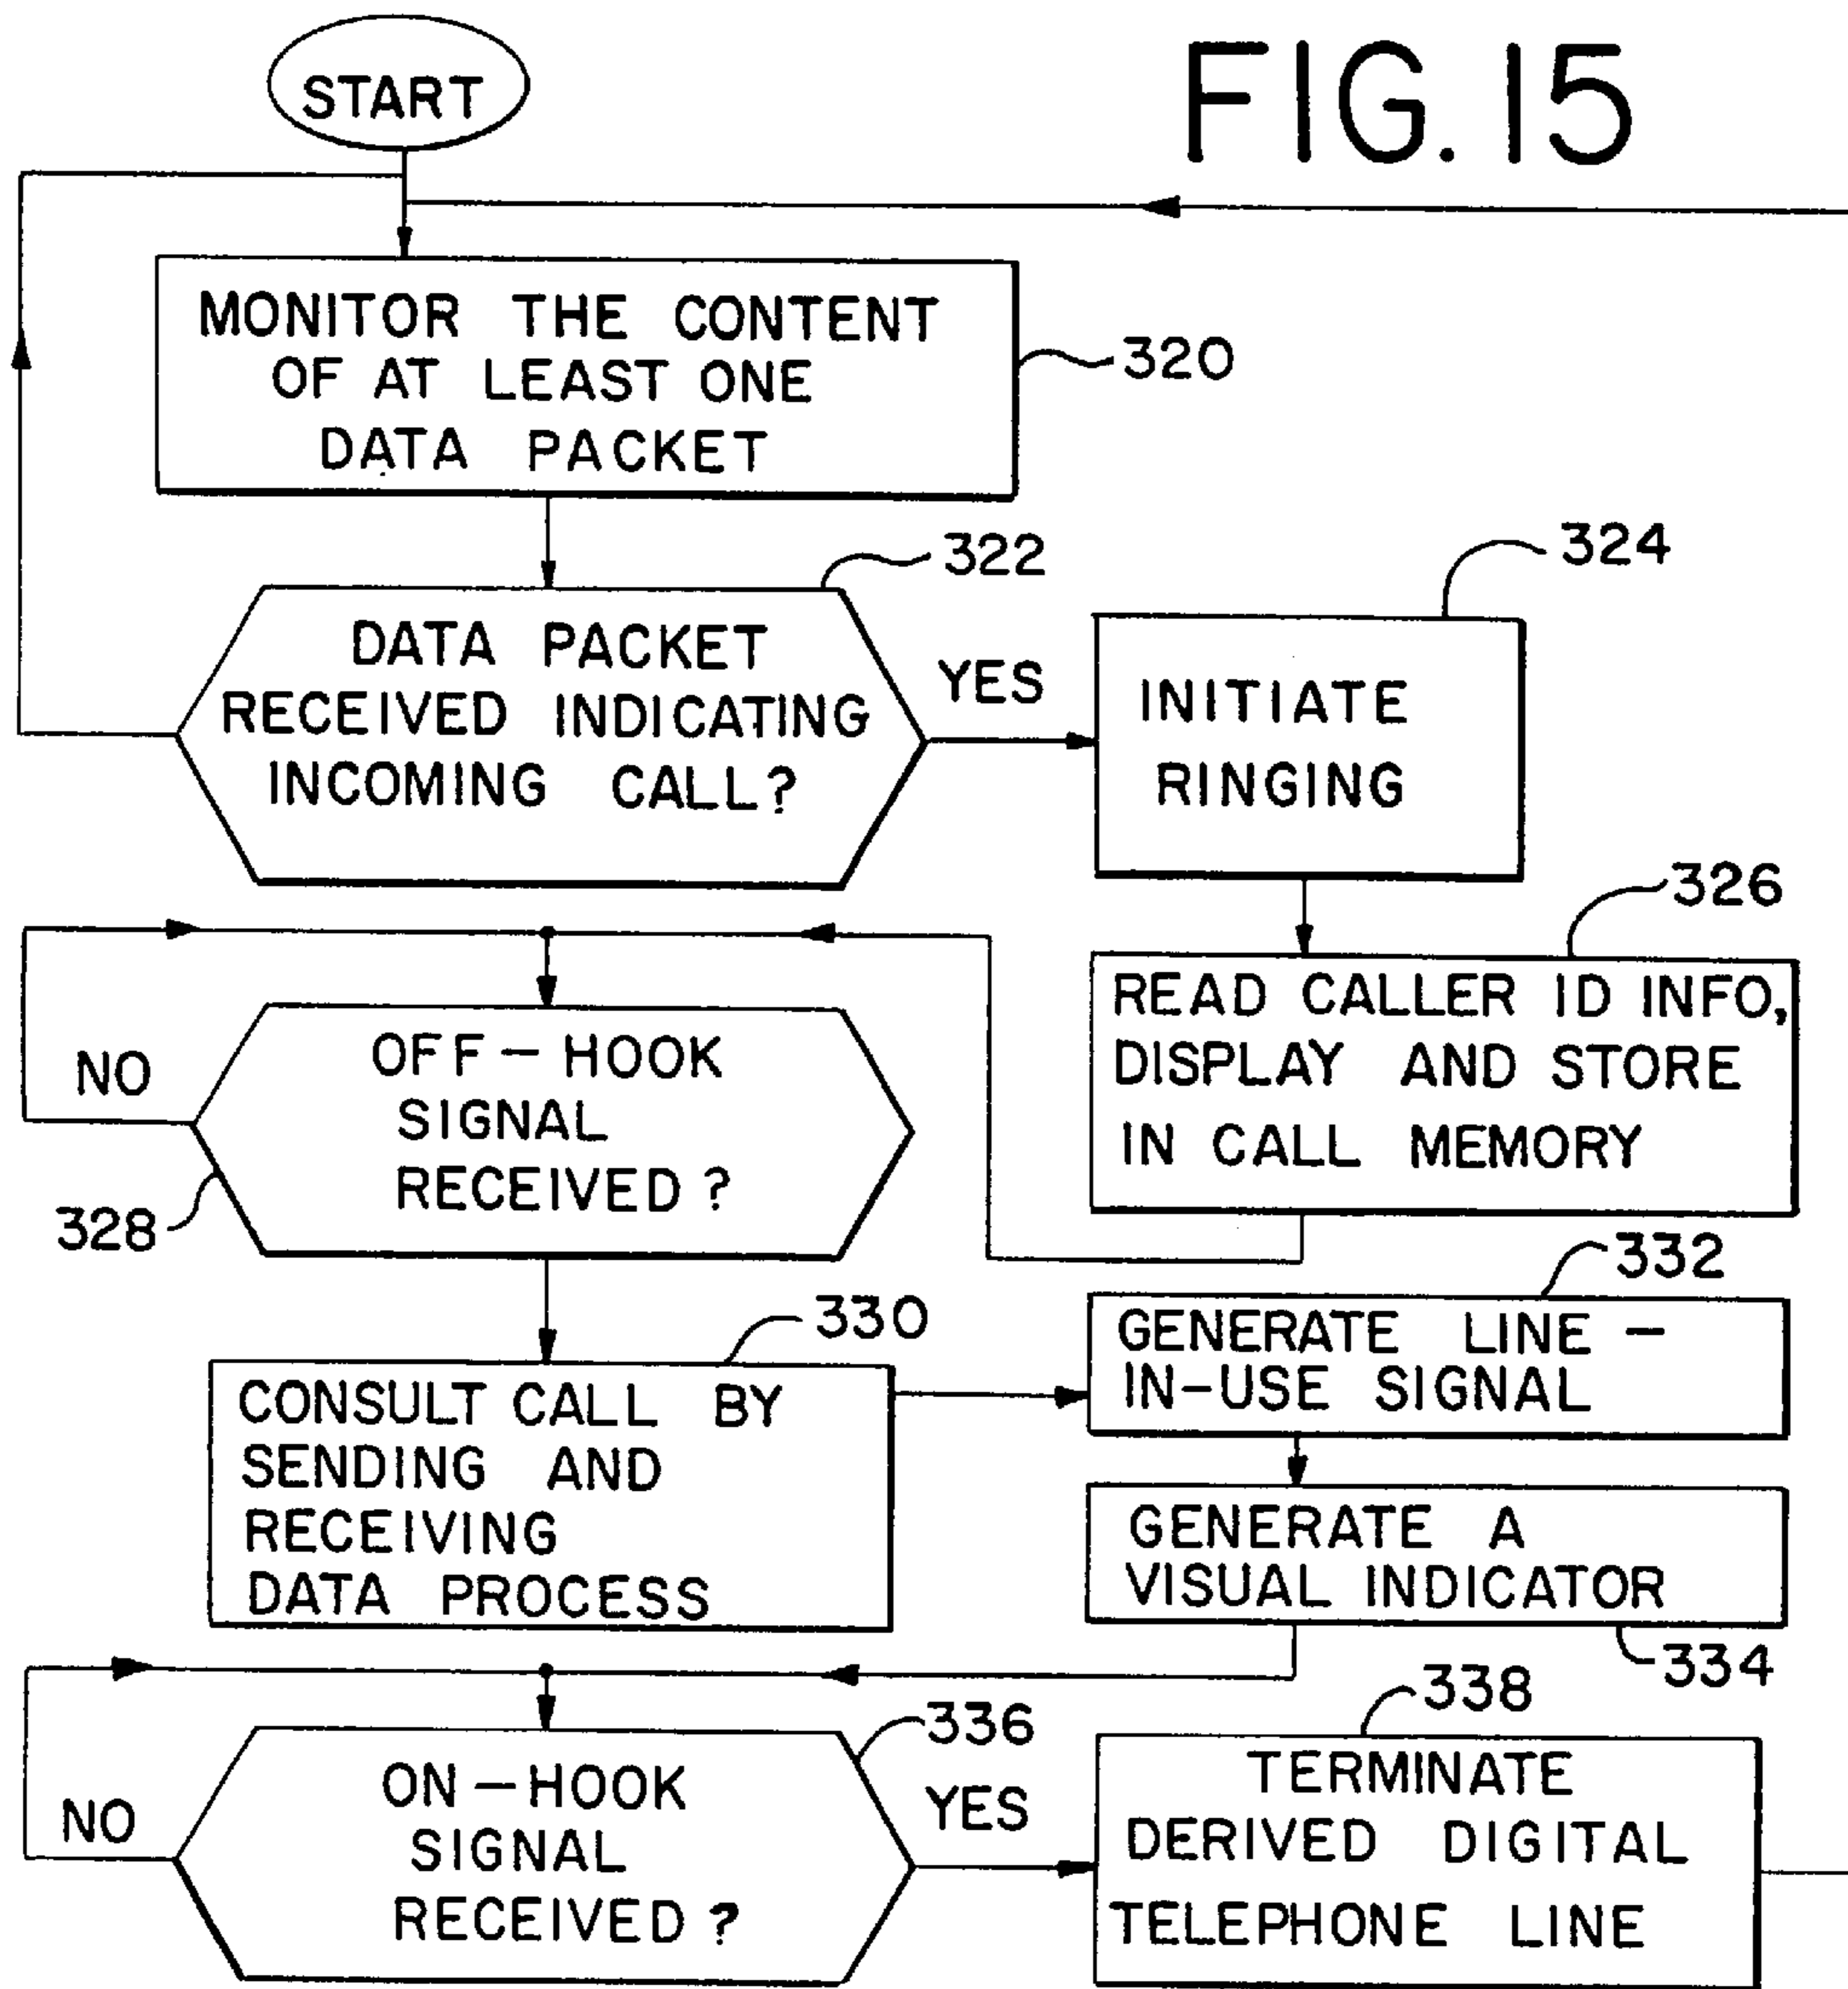 FIG. 15
START
MONITOR THE CONTENT
OF AT LEAST ONE
DATA PACKET
320
322
DATA PACKET
RECEIVED INDICATING
INCOMING CALL?
YES
324
INITIATE
RINGING
326
READ CALLER ID INFO,
DISPLAY AND STORE
IN CALL MEMORY
NO
OFF-HOOK
SIGNAL
RECEIVED?
328
330
CONSULT CALL BY
SENDING AND
RECEIVING
DATA PROCESS
332
GENERATE LINE-
IN-USE SIGNAL
GENERATE A
VISUAL INDICATOR
334
336
NO
ON-HOOK
SIGNAL
RECEIVED?
YES
338
TERMINATE
DERIVED DIGITAL
TELEPHONE LINE